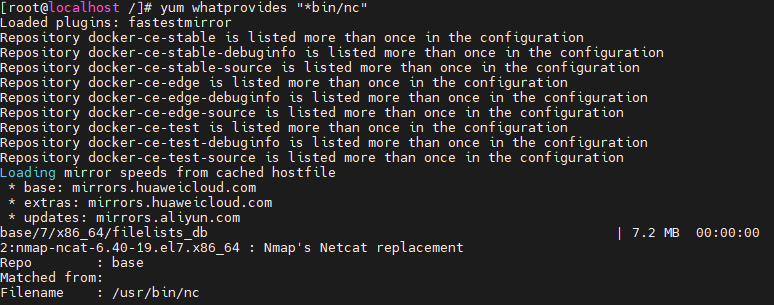 [root@localhost /]# yum whatprovides "*bin/nc"
Loaded plugins: fastestmirror
Repository docker-ce-stable is listed more than once in the configuration
Repository docker-ce-stable-debuginfo is listed more than once in the configuration
Repository docker-ce-stable-source is listed more than once in the configuration
Repository docker-ce-edge is listed more than once in the configuration
Repository docker-ce-edge-debuginfo is listed more than once in the configuration
Repository docker-ce-edge-source is listed more than once in the configuration
Repository docker-ce-test is listed more than once in the configuration
Repository docker-ce-test-debuginfo is listed more than once in the configuration
Repository docker-ce-test-source is listed more than once in the configuration
Loading mirror speeds from cached hostfile
 * base: mirrors.huaweicloud.com
 * extras: mirrors.huaweicloud.com
 * updates: mirrors.aliyun.com
base/7/x86_64/filelists_db | 7.2 MB 00:00:00
2:nmap-ncat-6.40-19.el7.x86_64 : Nmap's Netcat replacement
Repo : base
Matched from:
Filename : /usr/bin/nc